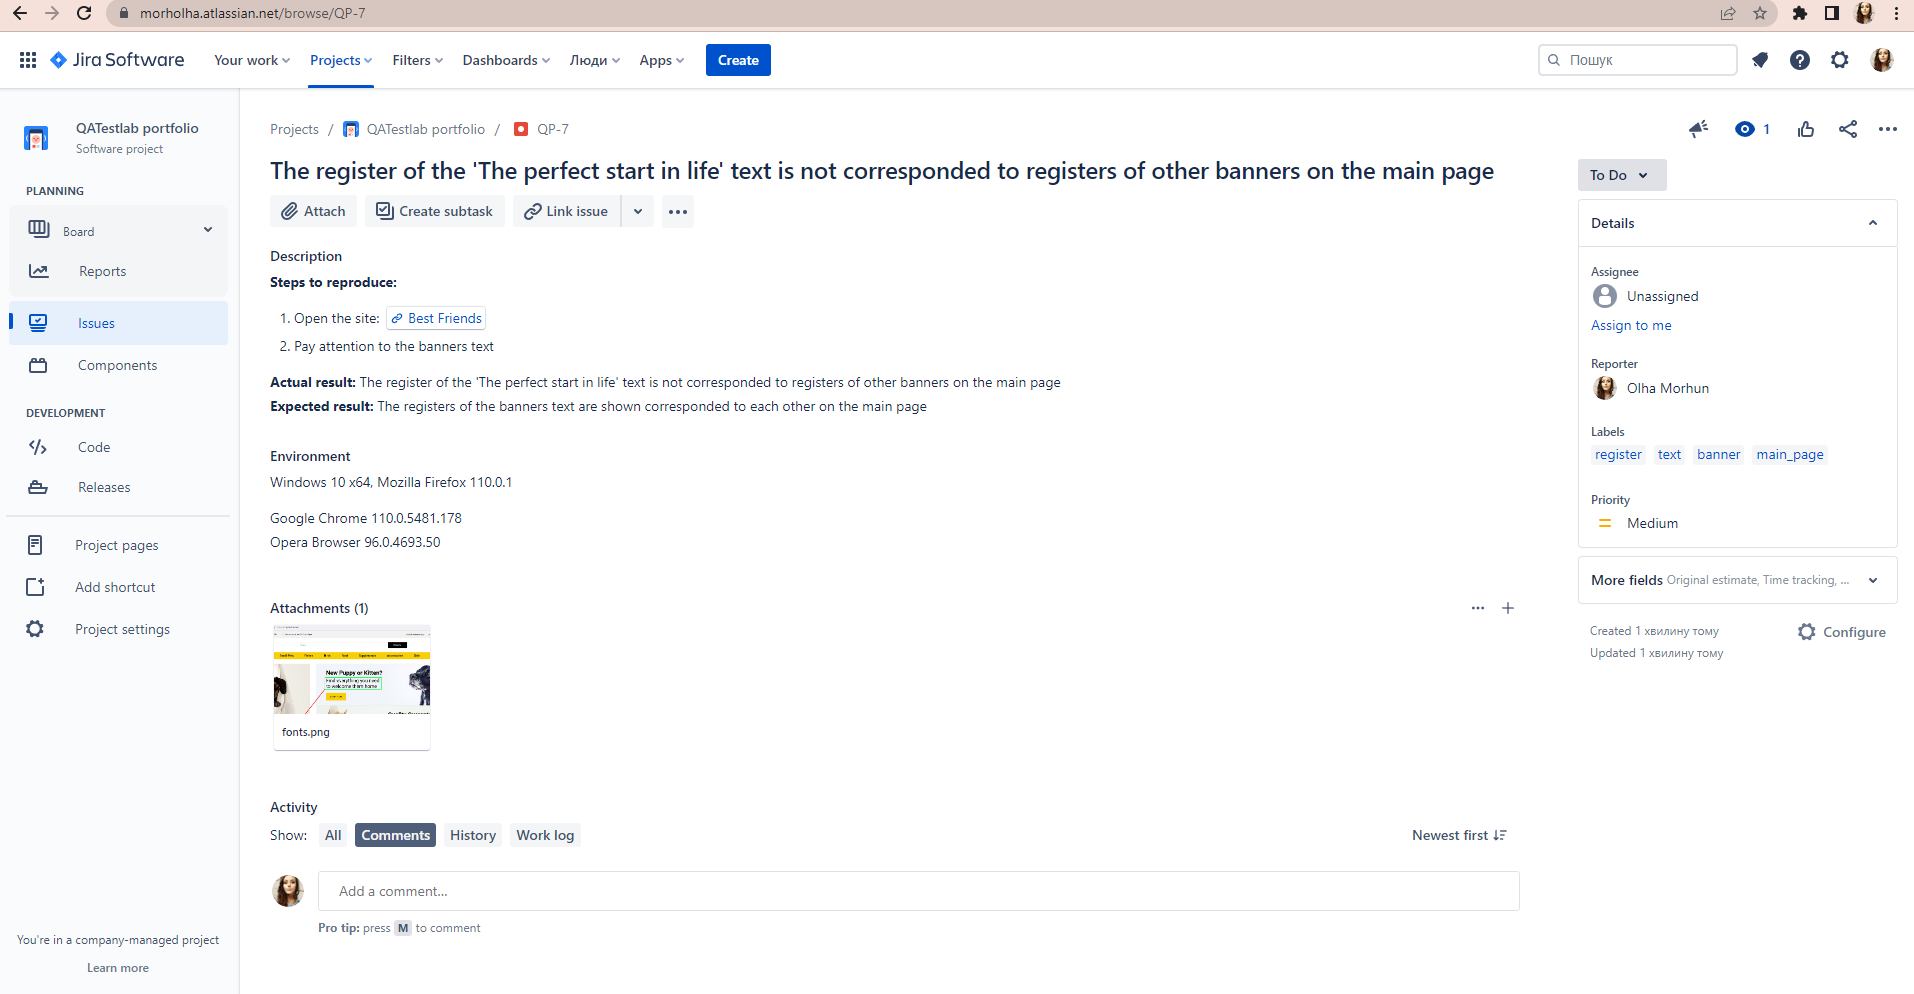 morholha.atlassian.net/browse/QP-7
Jira Software
Your work
Projects
Filters
Dashboards
Люди
Apps
Create
Пошук
QATestlab portfolio
Software project
PLANNING
Board
Reports
Issues
Components
DEVELOPMENT
Code
Releases
Project pages
Add shortcut
Project settings
You're in a company-managed project
Learn more
Projects / QATestlab portfolio / QP-7
1
The register of the 'The perfect start in life' text is not corresponded to registers of other banners on the main page
Attach
Create subtask
Link issue
Description
Steps to reproduce:
1. Open the site: Best Friends
2. Pay attention to the banners text
Actual result: The register of the 'The perfect start in life' text is not corresponded to registers of other banners on the main page
Expected result: The registers of the banners text are shown corresponded to each other on the main page
Environment
Windows 10 x64, Mozilla Firefox 110.0.1
Google Chrome 110.0.5481.178
Opera Browser 96.0.4693.50
Attachments (1)
New Puppy or Kitten?
Find everything you need
to welcome them home
fonts.png
Activity
Show: All Comments History Work log
Newest first
Add a comment...
Pro tip: press M to comment
To Do
Details
Assignee
Unassigned
Assign to me
Reporter
Olha Morhun
Labels
register text banner main_page
Priority
Medium
More fields Original estimate, Time tracking, ...
Created 1 хвилину тому
Updated 1 хвилину тому
Configure